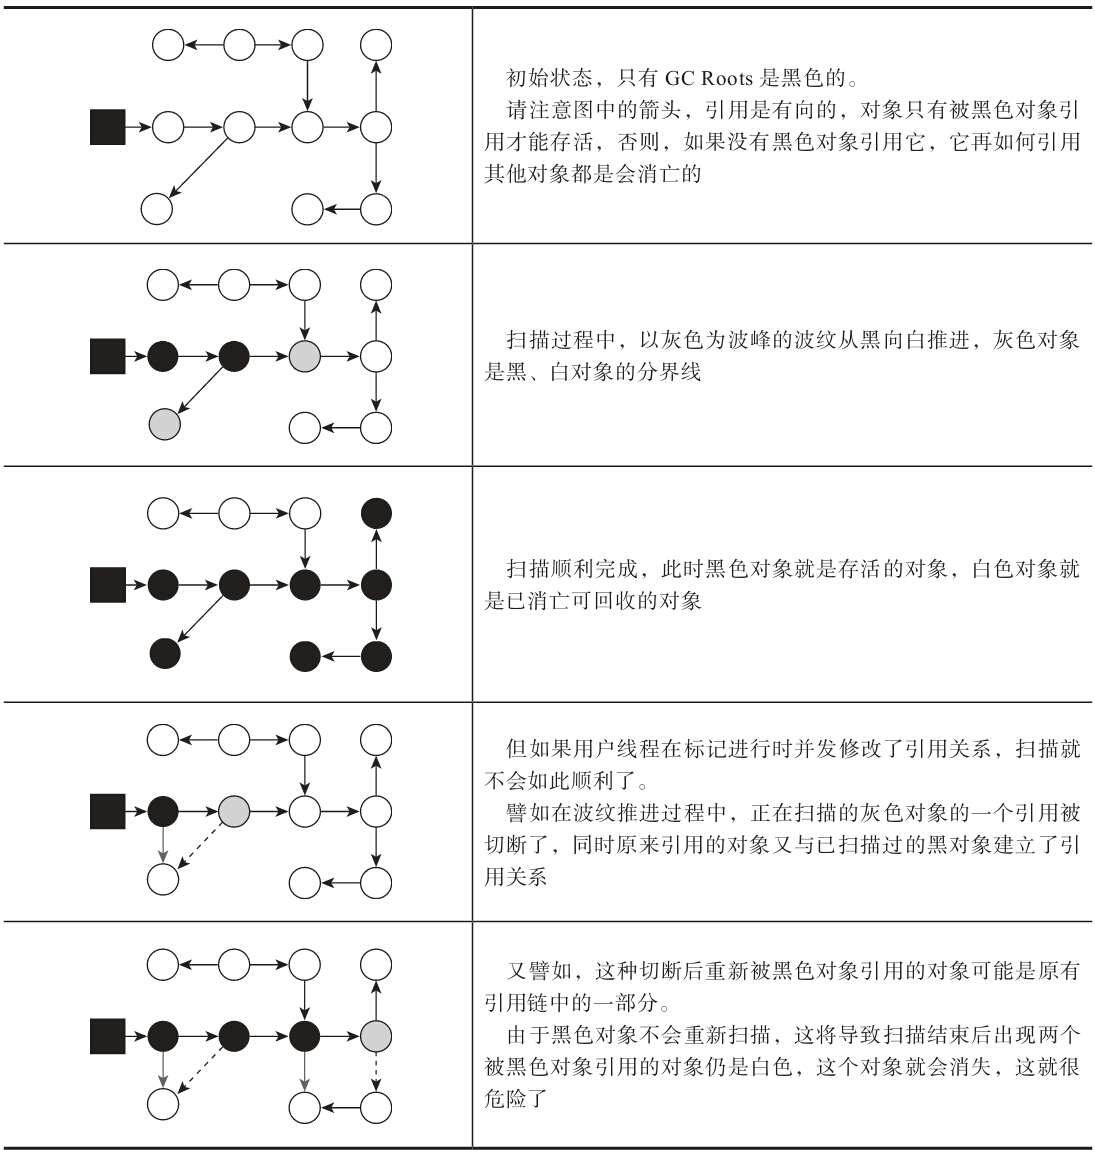 初始状态，只有 GC Roots 是黑色的。
请注意图中的箭头，引用是有向的，对象只有被黑色对象引
用才能存活，否则，如果没有黑色对象引用它，它再如何引用
其他对象都是会消亡的
扫描过程中，以灰色为波峰的波纹从黑向白推进，灰色对象
是黑、白对象的分界线
扫描顺利完成，此时黑色对象就是存活的对象，白色对象就
是已消亡可回收的对象
但如果用户线程在标记进行时并发修改了引用关系，扫描就
不会如此顺利了。
譬如在波纹推进过程中，正在扫描的灰色对象的一个引用被
切断了，同时原来引用的对象又与已扫描过的黑对象建立了引
用关系
又譬如，这种切断后重新被黑色对象引用的对象可能是原有
引用链中的一部分。
由于黑色对象不会重新扫描，这将导致扫描结束后出现两个
被黑色对象引用的对象仍是白色，这个对象就会消失，这就很
危险了